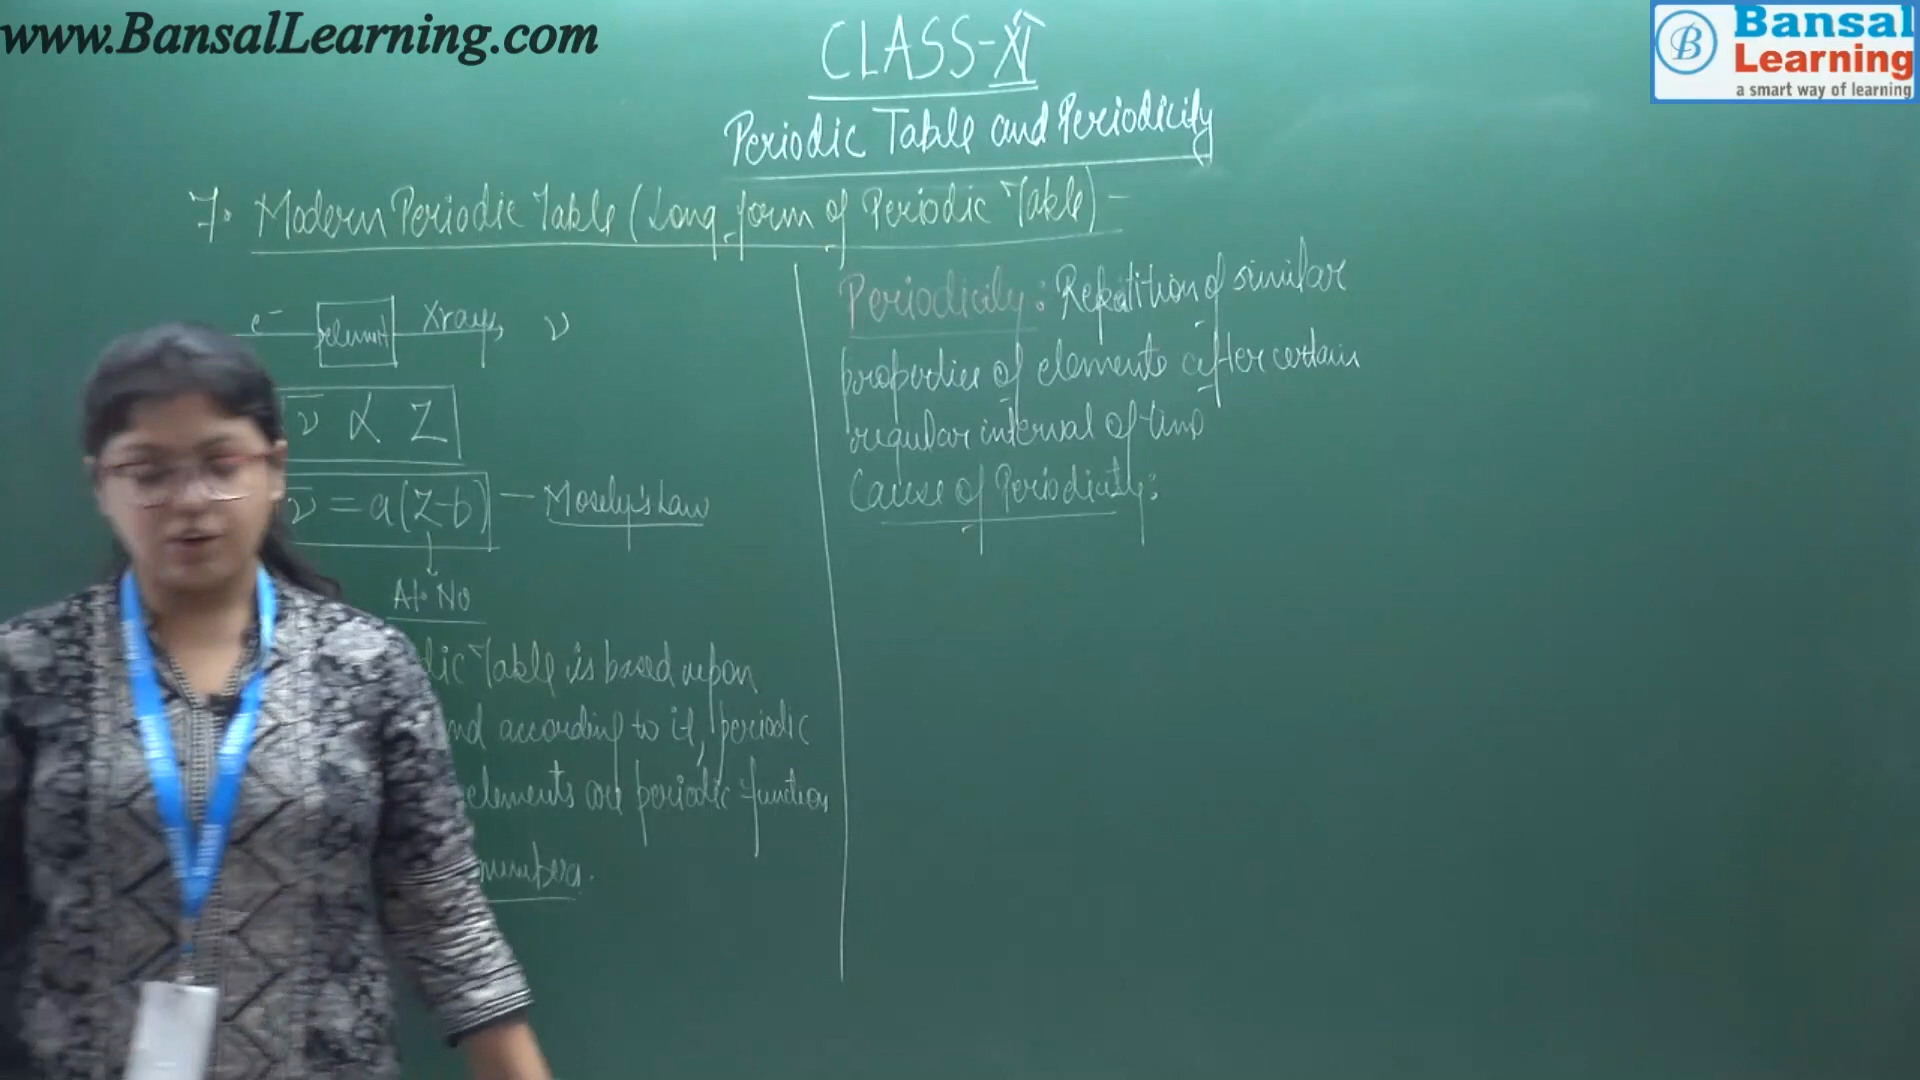 www.BansalLearning.com
Bansal
Learning
a smart way of learning
CLASS-XI
Periodic Table and Periodicity
7. Modern Periodic Table (Long form of Periodic Table) -
e⁻ element Xrays ν
ν̅ ∝ Z
ν̅ = a(Z-b) — Mosely's Law
At. No
dic Table is based upon
nd according to it, periodic
elements are periodic function
numbers.
Periodicity: Repetition of similar
properties of elements after certain
regular interval of time
Cause of Periodicity: